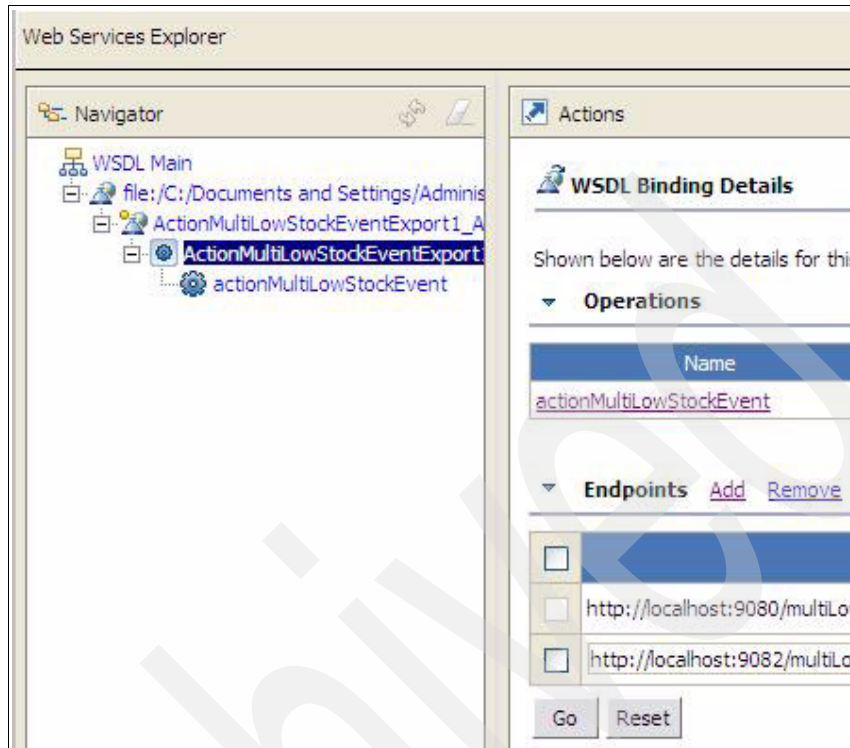 Web Services Explorer
Navigator
WSDL Main
file:/C:/Documents and Settings/Adminis
ActionMultiLowStockEventExport1_A
ActionMultiLowStockEventExport1
actionMultiLowStockEvent
Actions
WSDL Binding Details
Shown below are the details for this
Operations
Name
actionMultiLowStockEvent
Endpoints Add Remove
http://localhost:9080/multiLo
http://localhost:9082/multiLo
Go Reset